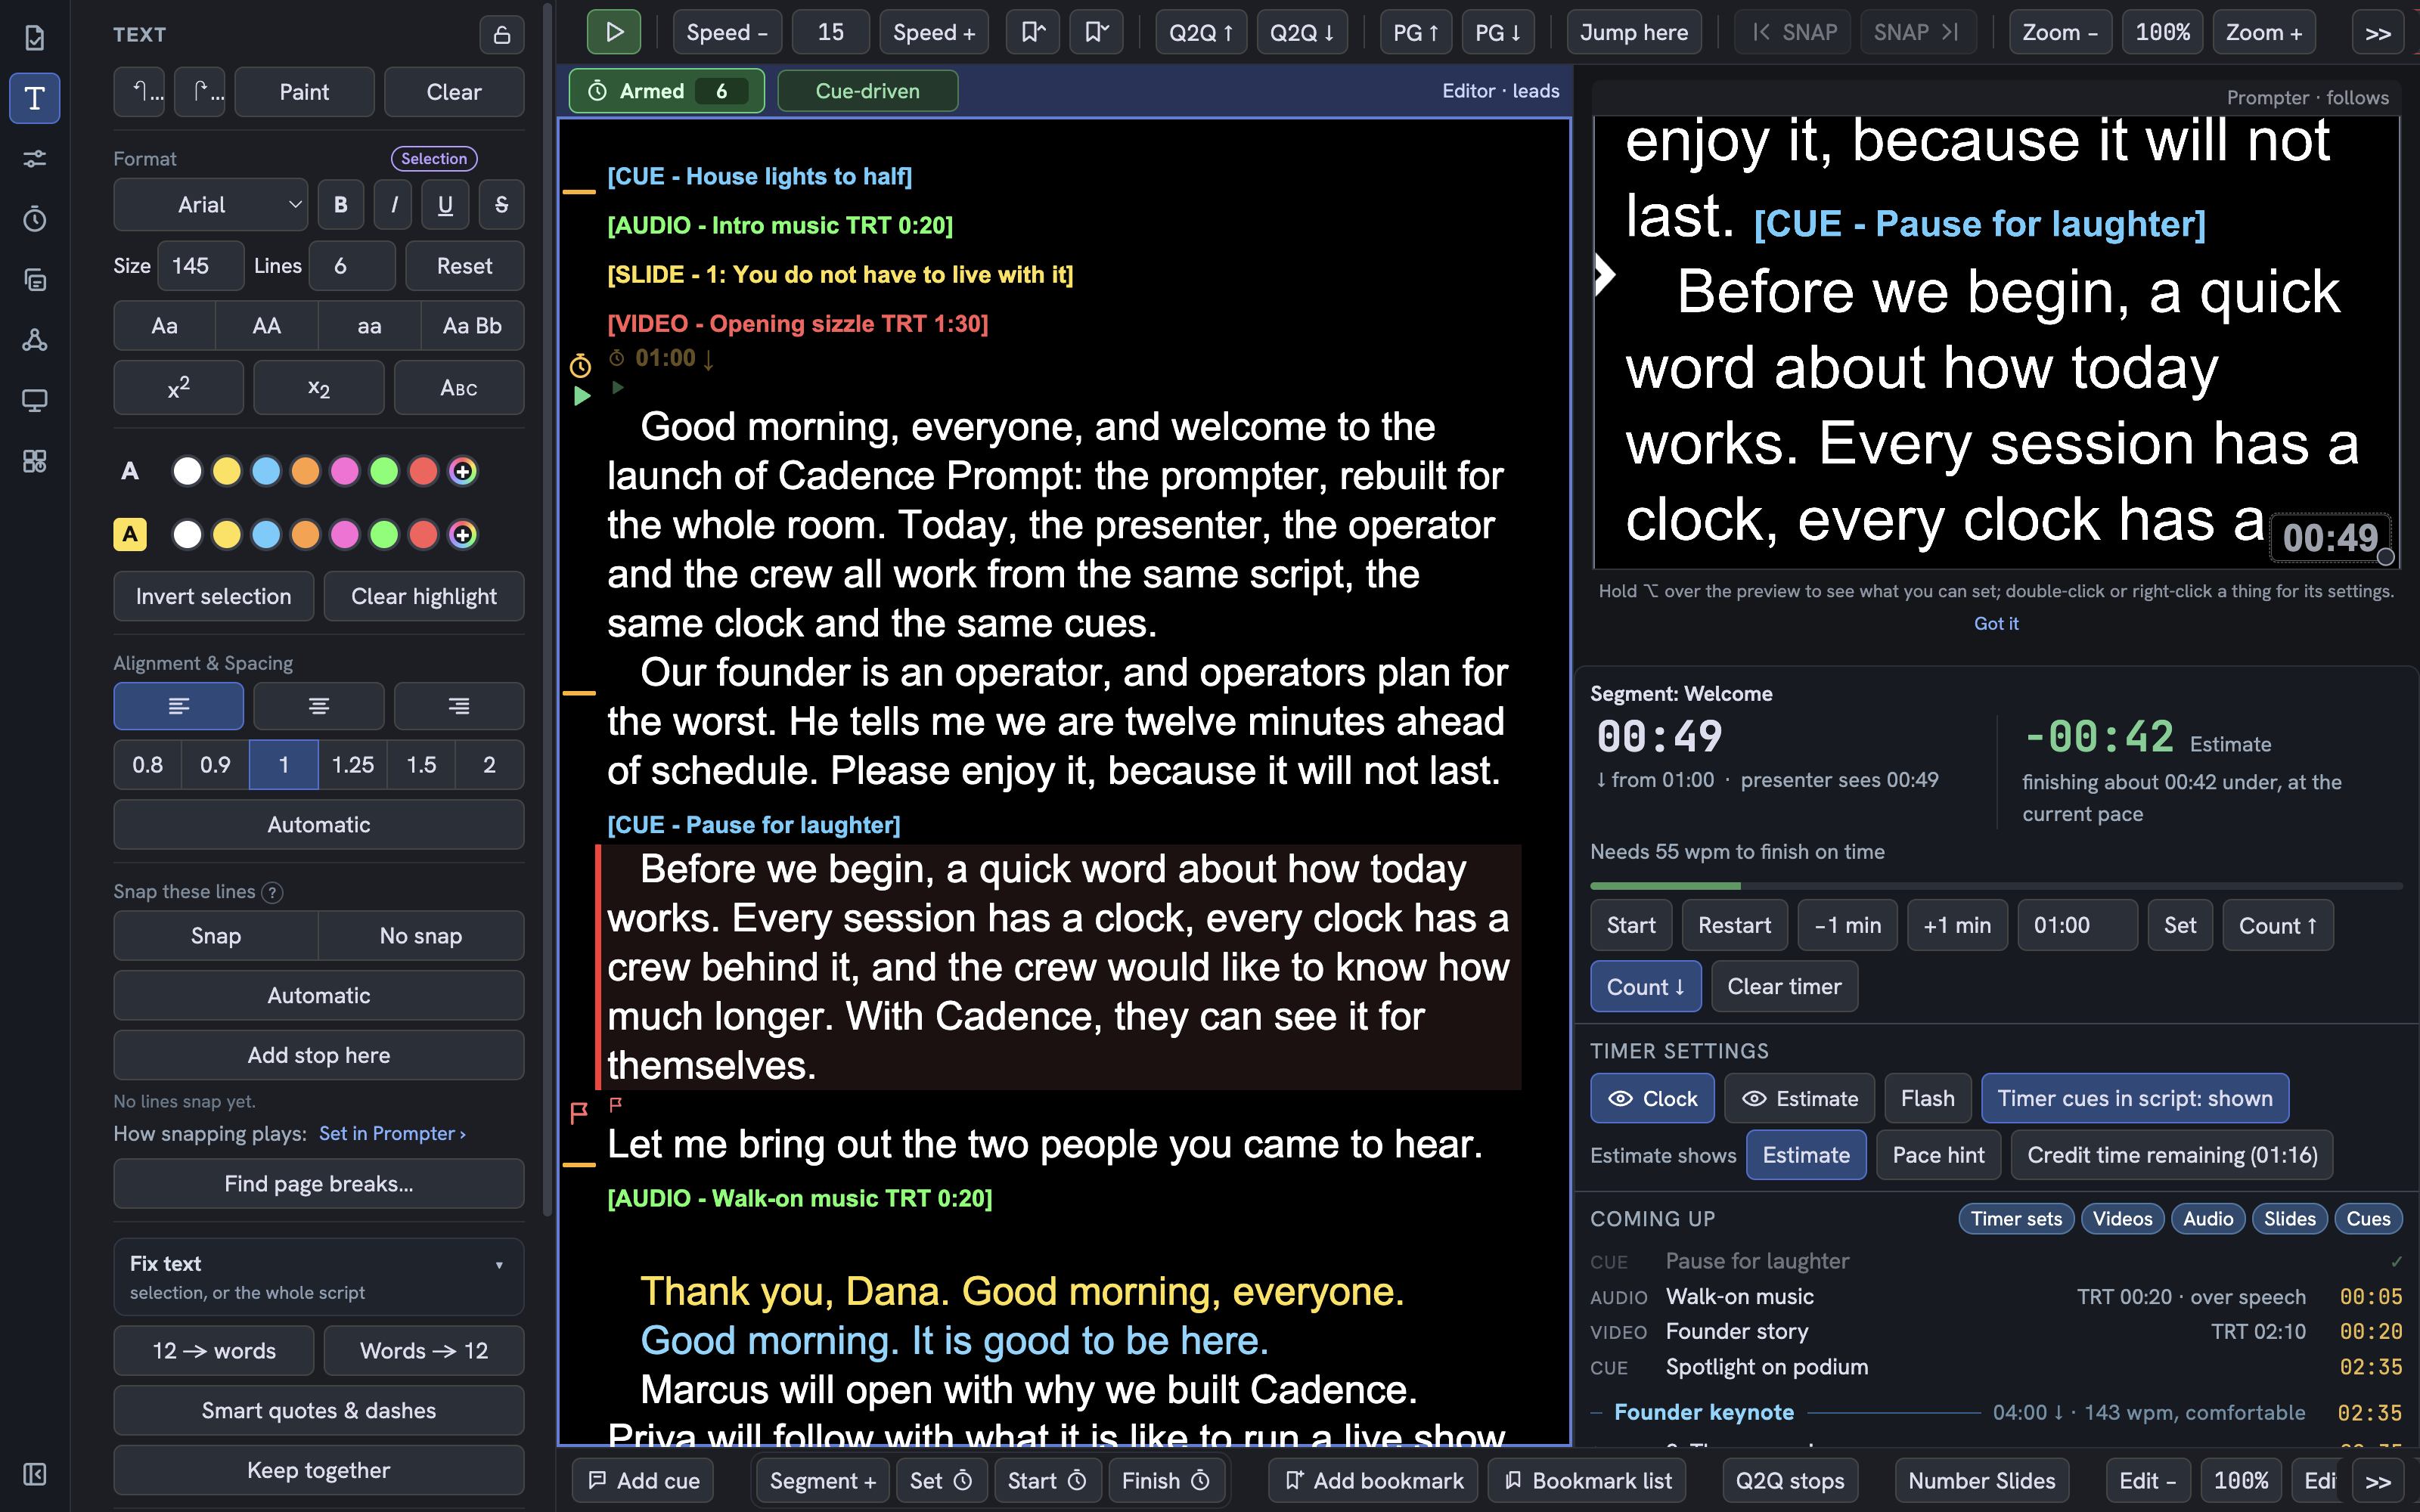 TEXT
Paint
Clear
Format
Selection
Arial
B
I
U
S
Size
145
Lines
6
Reset
Aa
AA
aa
Aa Bb
x2
x2
ABC
A
A
Invert selection
Clear highlight
Alignment & Spacing
0.8
0.9
1
1.25
1.5
2
Automatic
Snap these lines ?
Snap
No snap
Automatic
Add stop here
No lines snap yet.
How snapping plays: Set in Prompter ›
Find page breaks...
Fix text
selection, or the whole script
12 → words
Words → 12
Smart quotes & dashes
Keep together
Speed –
15
Speed +
Q2Q ↑
Q2Q ↓
PG ↑
PG ↓
Jump here
SNAP
SNAP
Zoom –
100%
Zoom +
>>
Armed 6
Cue-driven
Editor · leads
[CUE - House lights to half]
[AUDIO - Intro music TRT 0:20]
[SLIDE - 1: You do not have to live with it]
[VIDEO - Opening sizzle TRT 1:30]
01:00 ↓
Good morning, everyone, and welcome to the
launch of Cadence Prompt: the prompter, rebuilt for
the whole room. Today, the presenter, the operator
and the crew all work from the same script, the
same clock and the same cues.
Our founder is an operator, and operators plan for
the worst. He tells me we are twelve minutes ahead
of schedule. Please enjoy it, because it will not last.
[CUE - Pause for laughter]
Before we begin, a quick word about how today
works. Every session has a clock, every clock has a
crew behind it, and the crew would like to know how
much longer. With Cadence, they can see it for
themselves.
Let me bring out the two people you came to hear.
[AUDIO - Walk-on music TRT 0:20]
Thank you, Dana. Good morning, everyone.
Good morning. It is good to be here.
Marcus will open with why we built Cadence.
Priya will follow with what it is like to run a live show
Add cue
Segment +
Set
Start
Finish
Add bookmark
Bookmark list
Q2Q stops
Number Slides
Edit –
100%
Edi
>>
Prompter · follows
enjoy it, because it will not
last. [CUE - Pause for laughter]
Before we begin, a quick
word about how today
works. Every session has a
clock, every clock has a
00:49
Hold ⌥ over the preview to see what you can set; double-click or right-click a thing for its settings.
Got it
Segment: Welcome
00:49
↓ from 01:00 · presenter sees 00:49
-00:42 Estimate
finishing about 00:42 under, at the
current pace
Needs 55 wpm to finish on time
Start
Restart
−1 min
+1 min
01:00
Set
Count ↑
Count ↓
Clear timer
TIMER SETTINGS
Clock
Estimate
Flash
Timer cues in script: shown
Estimate shows
Estimate
Pace hint
Credit time remaining (01:16)
COMING UP
Timer sets
Videos
Audio
Slides
Cues
CUE Pause for laughter ✓
AUDIO Walk-on music TRT 00:20 · over speech 00:05
VIDEO Founder story TRT 02:10 00:20
CUE Spotlight on podium 02:35
Founder keynote 04:00 ↓ · 143 wpm, comfortable 02:35